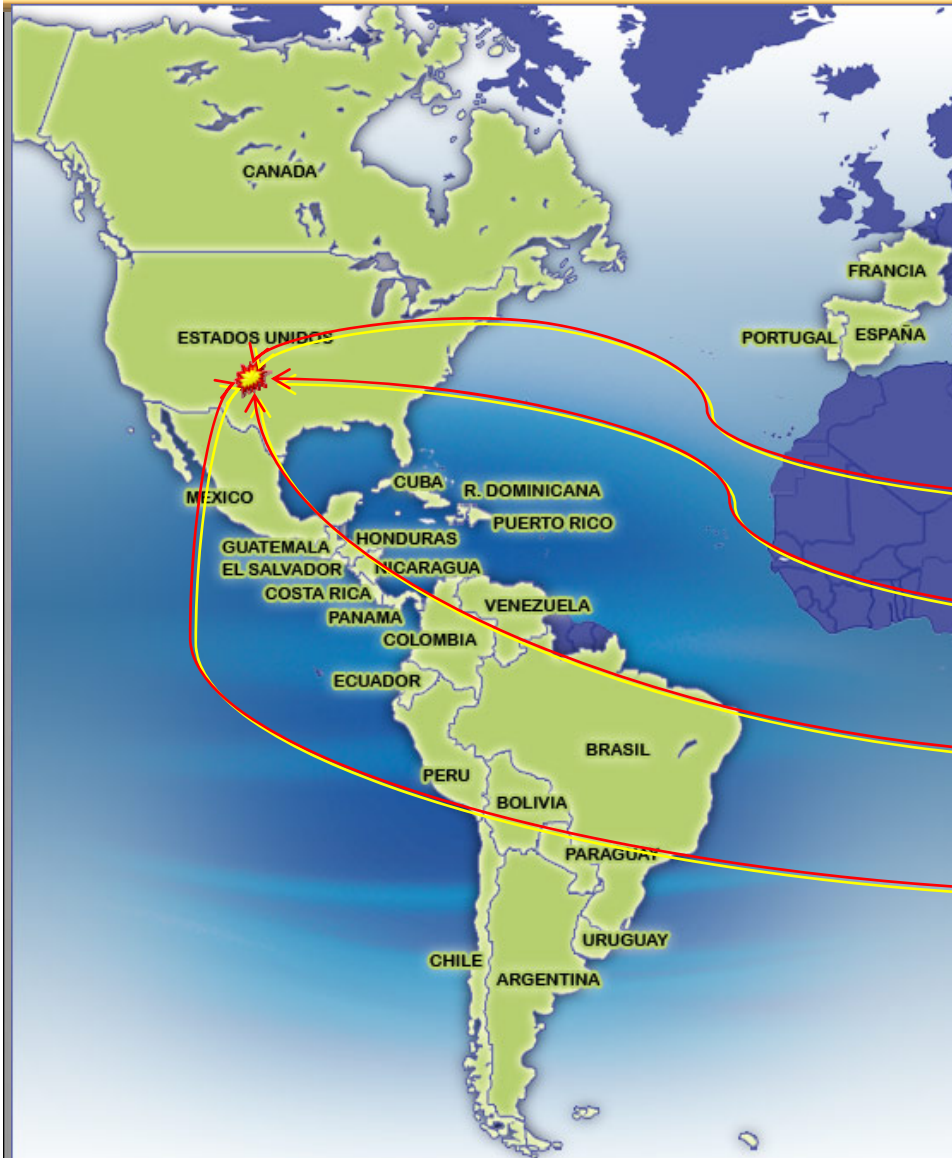 CANADA
FRANCIA
ESTADOS UNIDOS
PORTUGAL
ESPAÑA
CUBA
R. DOMINICANA
MEXICO
PUERTO RICO
HONDURAS
GUATEMALA
NICARAGUA
EL SALVADOR
COSTA RICA
VENEZUELA
PANAMA
COLOMBIA
ECUADOR
BRASIL
PERU
BOLIVIA
PARAGUAY
URUGUAY
CHILE
ARGENTINA